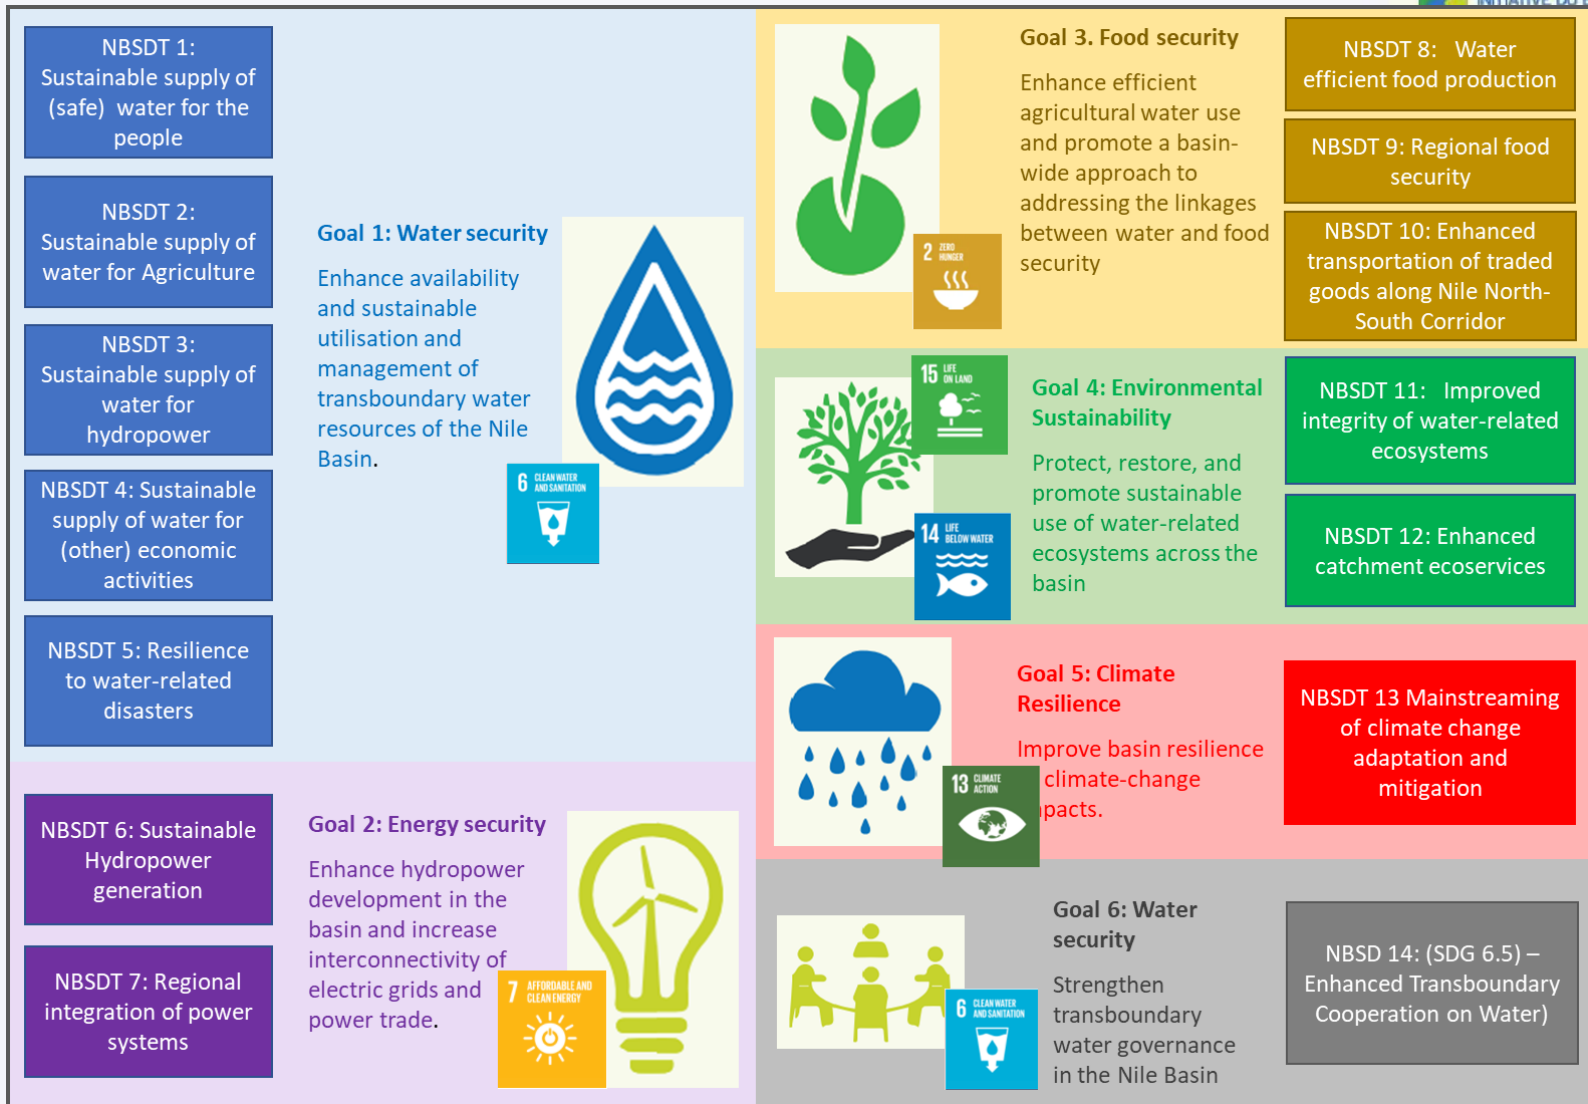 NBSDT 1:
Sustainable supply of
(safe) water for the
people
NBSDT 2:
Sustainable supply of
water for Agriculture
NBSDT 3:
Sustainable supply of
water for
hydropower
NBSDT 4: Sustainable
supply of water for
(other) economic
activities
NBSDT 5: Resilience
to water-related
disasters
Goal 1: Water security
Enhance availability
and sustainable
utilisation and
management of
transboundary water
resources of the Nile
Basin.
6 CLEAN WATER
AND SANITATION
NBSDT 6: Sustainable
Hydropower
generation
NBSDT 7: Regional
integration of power
systems
Goal 2: Energy security
Enhance hydropower
development in the
basin and increase
interconnectivity of
electric grids and
power trade.
7 AFFORDABLE AND
CLEAN ENERGY
Goal 3. Food security
Enhance efficient
agricultural water use
and promote a basin-
wide approach to
addressing the linkages
between water and food
security
2 ZERO
HUNGER
NBSDT 8: Water
efficient food production
NBSDT 9: Regional food
security
NBSDT 10: Enhanced
transportation of traded
goods along Nile North-
South Corridor
15 LIFE
ON LAND
14 LIFE
BELOW WATER
Goal 4: Environmental
Sustainability
Protect, restore, and
promote sustainable
use of water-related
ecosystems across the
basin
NBSDT 11: Improved
integrity of water-related
ecosystems
NBSDT 12: Enhanced
catchment ecoservices
Goal 5: Climate
Resilience
Improve basin resilience
climate-change
13 CLIMATE
ACTION
NBSDT 13 Mainstreaming
of climate change
adaptation and
mitigation
Goal 6: Water
security
Strengthen
transboundary
water governance
in the Nile Basin
6 CLEAN WATER
AND SANITATION
NBSD 14: (SDG 6.5) –
Enhanced Transboundary
Cooperation on Water)